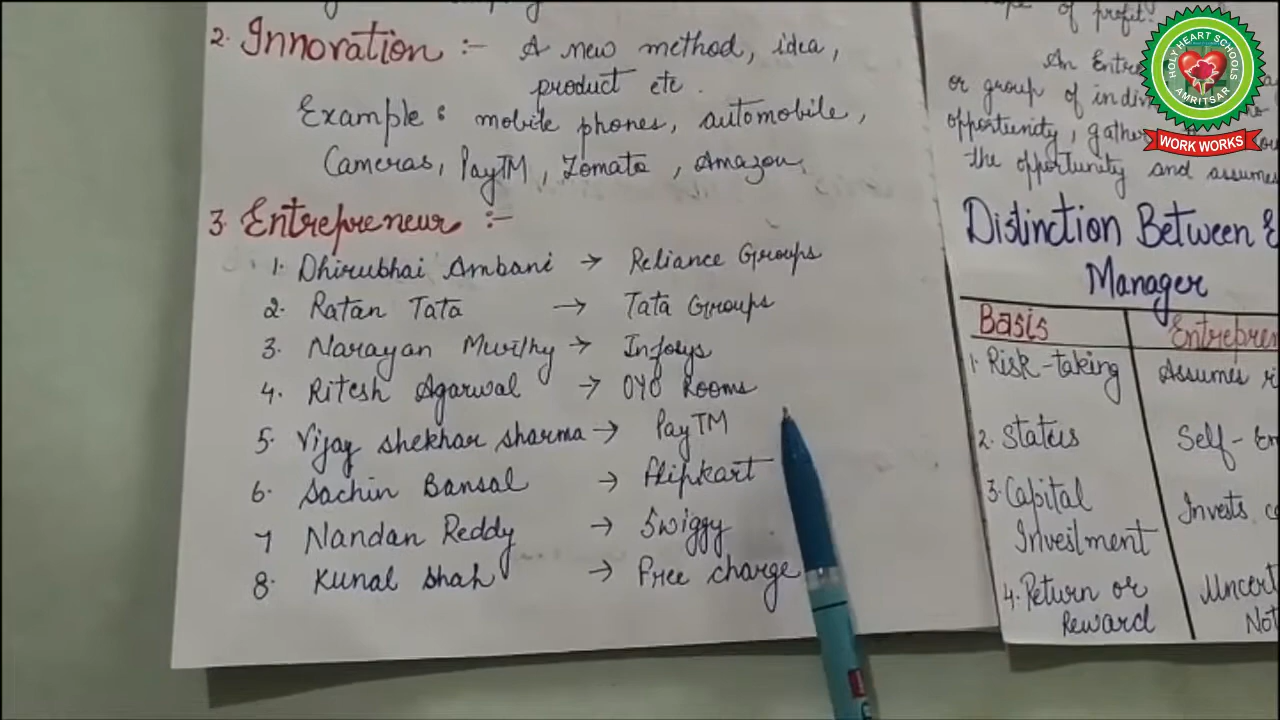 2. Innovation :- A new method, idea,
product etc.
Example : mobile phones, automobile,
Cameras, PayTM, Zomato, Amazon,
3. Entrepreneur :-
1. Dhirubhai Ambani → Reliance Groups
2. Ratan Tata → Tata Groups
3. Narayan Murthy → Infosys
4. Ritesh Agarwal → OYO Rooms
5. Vijay Shekhar Sharma → PayTM
6. Sachin Bansal → Flipkart
7 Nandan Reddy → Swiggy
8. Kunal Shah → Free charge
of profit.
An Entre
or group of indiv
opportunity, gathe
the opportunity and assumes
Distinction Between E
Manager
Basis Entrepren
1. Risk-taking Assumes ri
2. Status Self-En
3. Capital Invests c
Investment
4. Return or Uncert
Reward Not
HOLY HEART SCHOOLS
AMRITSAR
WORK WORKS